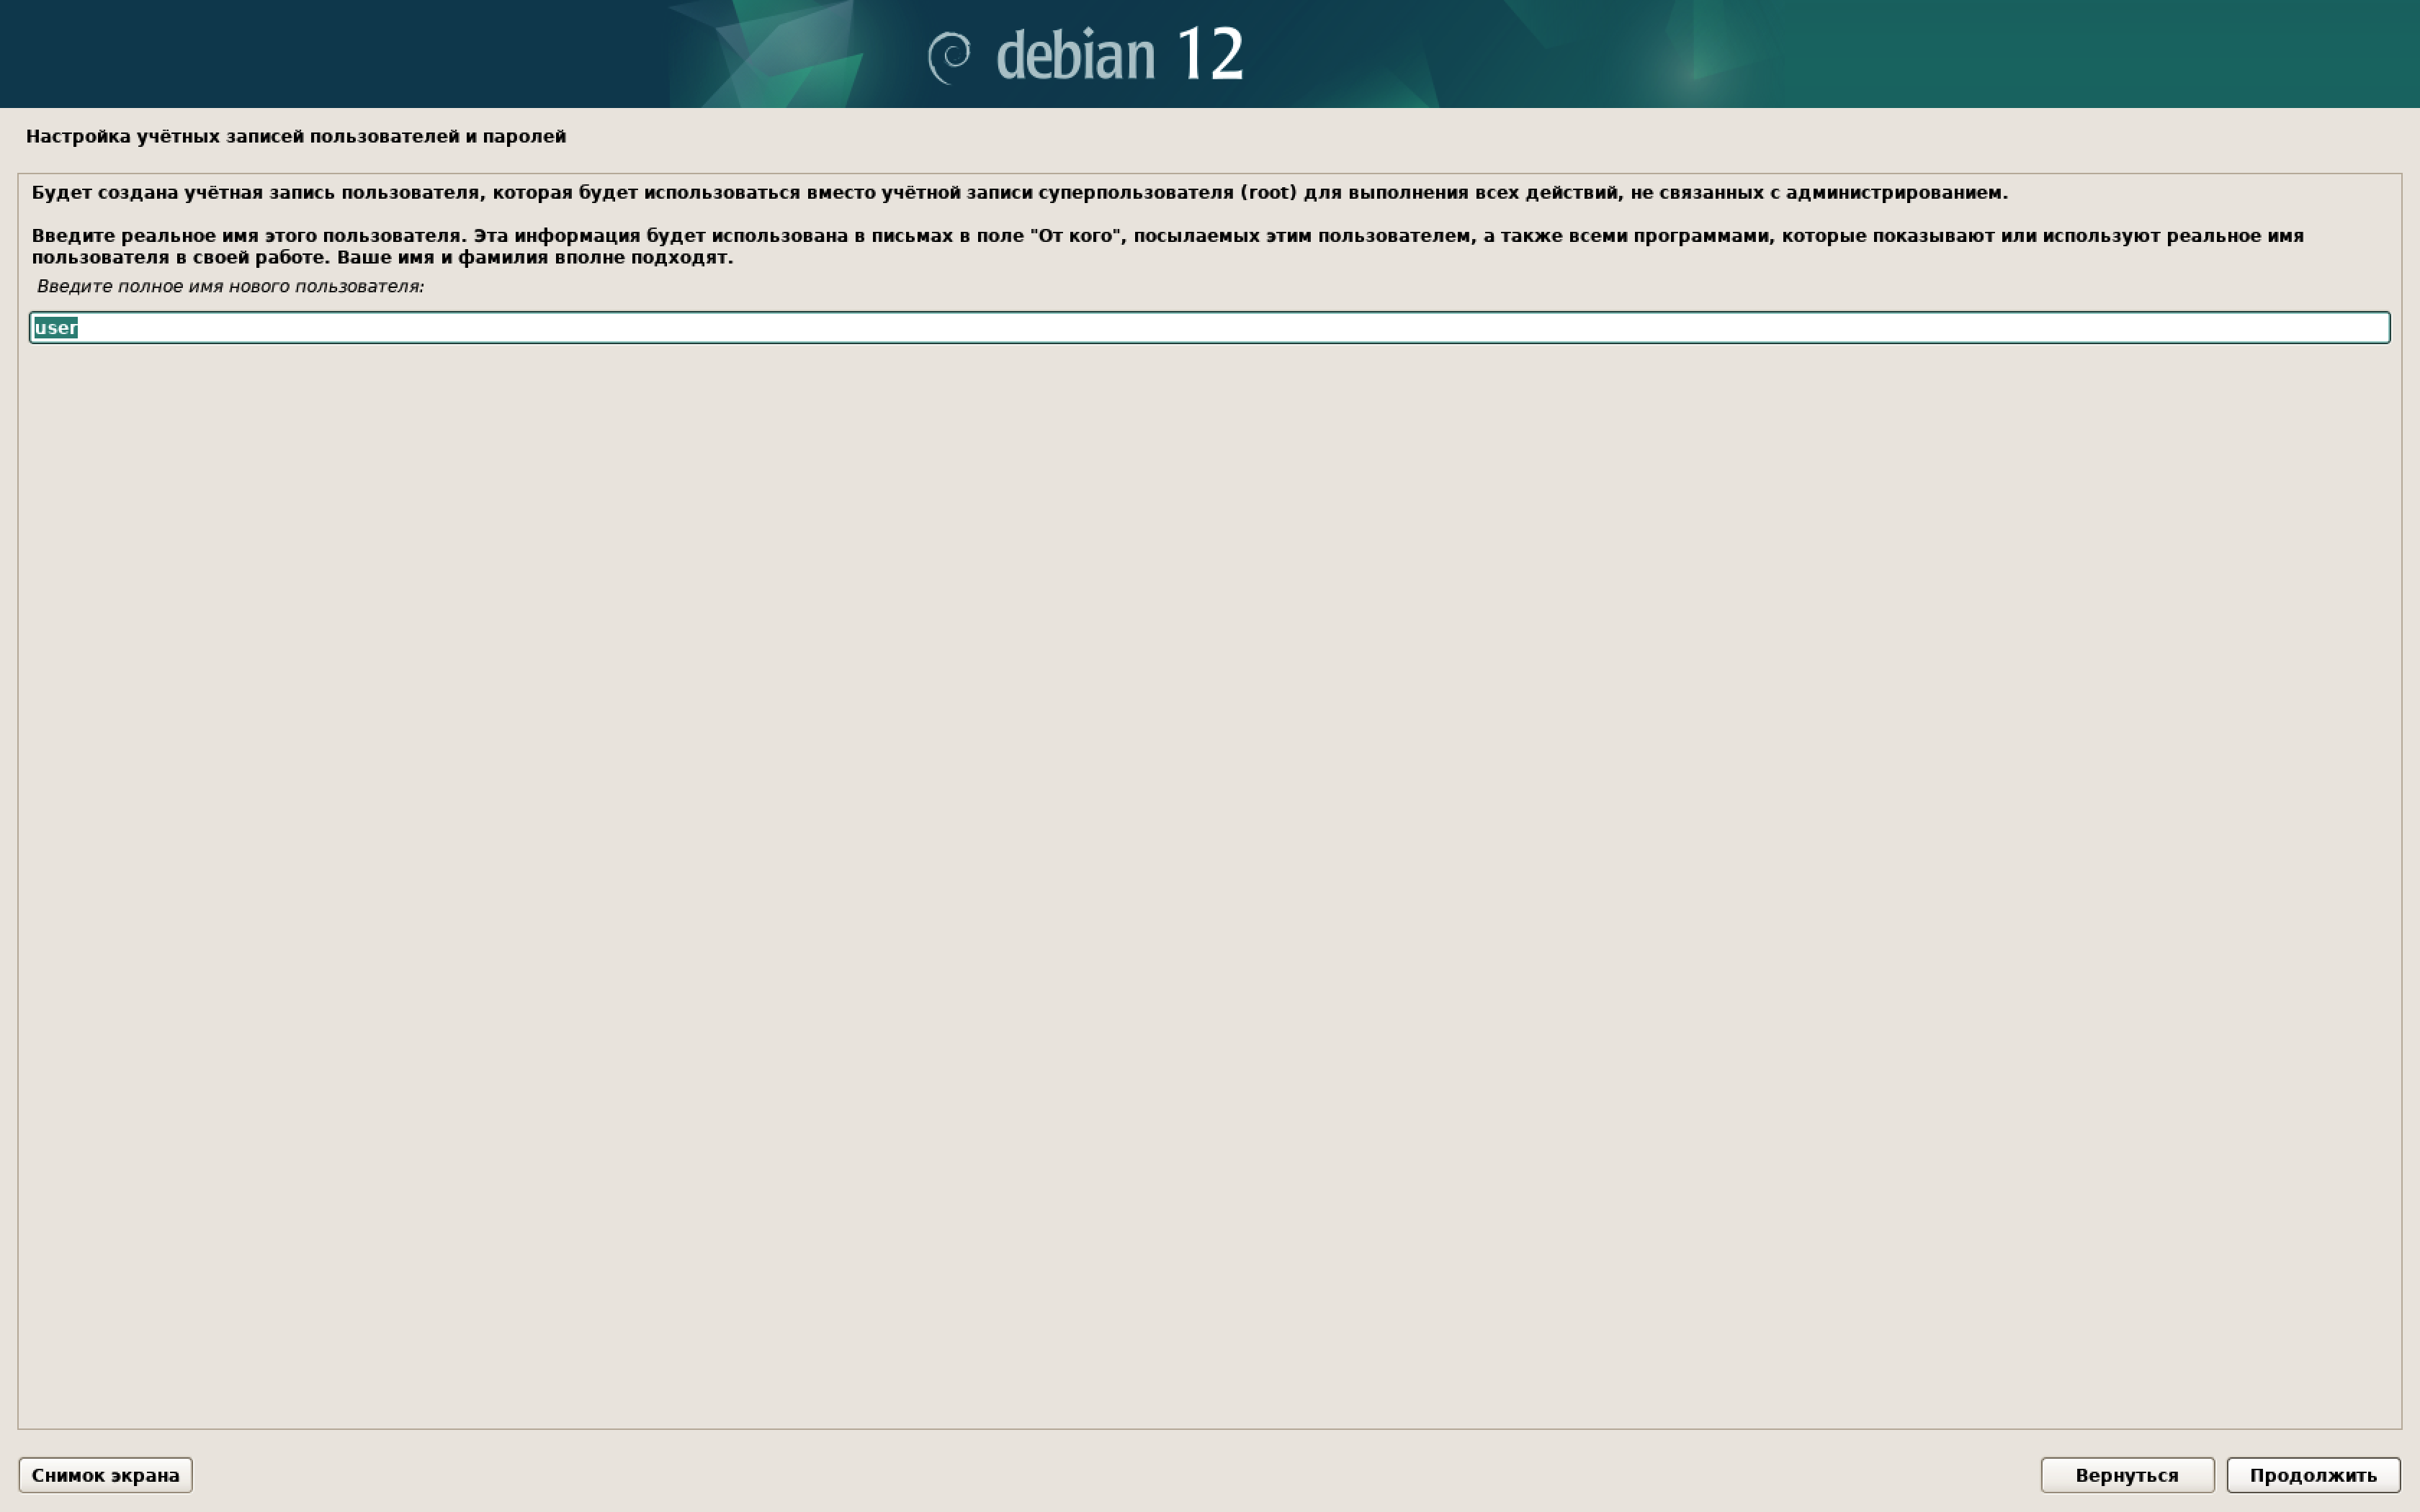 debian 12
Настройка учётных записей пользователей и паролей
Будет создана учётная запись пользователя, которая будет использоваться вместо учётной записи суперпользователя (root) для выполнения всех действий, не связанных с администрированием.
Введите реальное имя этого пользователя. Эта информация будет использована в письмах в поле "От кого", посылаемых этим пользователем, а также всеми программами, которые показывают или используют реальное имя
пользователя в своей работе. Ваше имя и фамилия вполне подходят.
Введите полное имя нового пользователя:
user
Снимок экрана
Вернуться
Продолжить